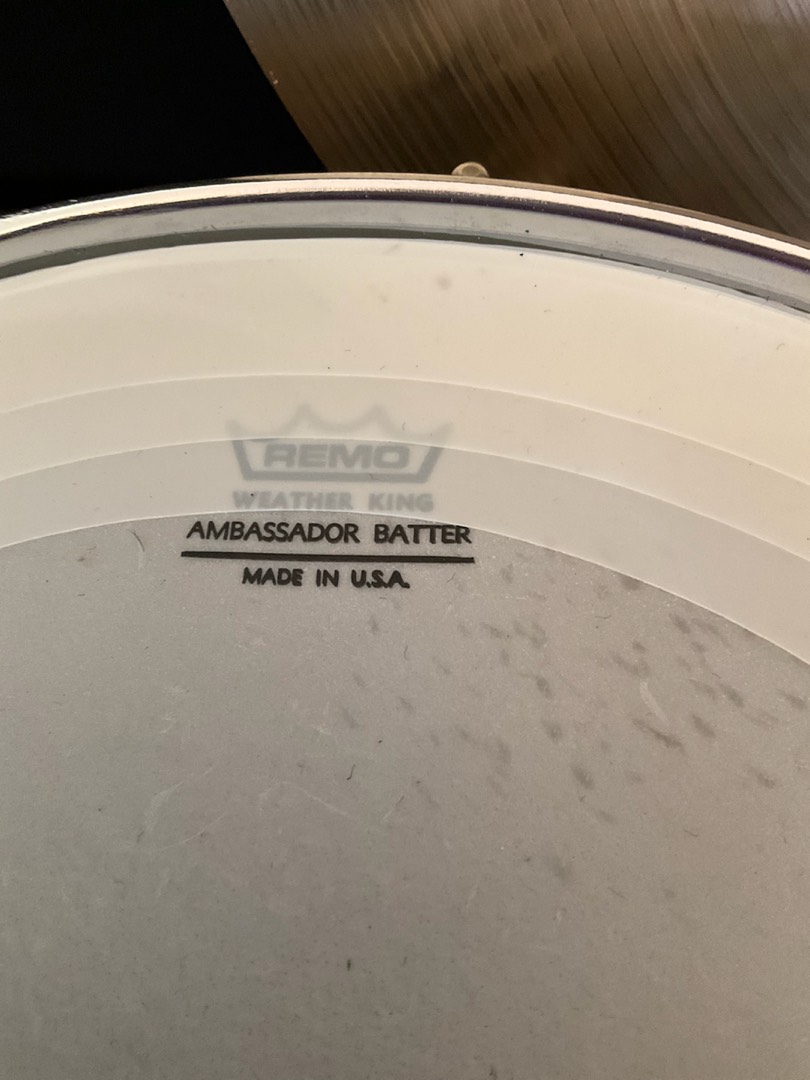 REMO
WEATHER KING
AMBASSADOR BATTER
MADE IN U.S.A.